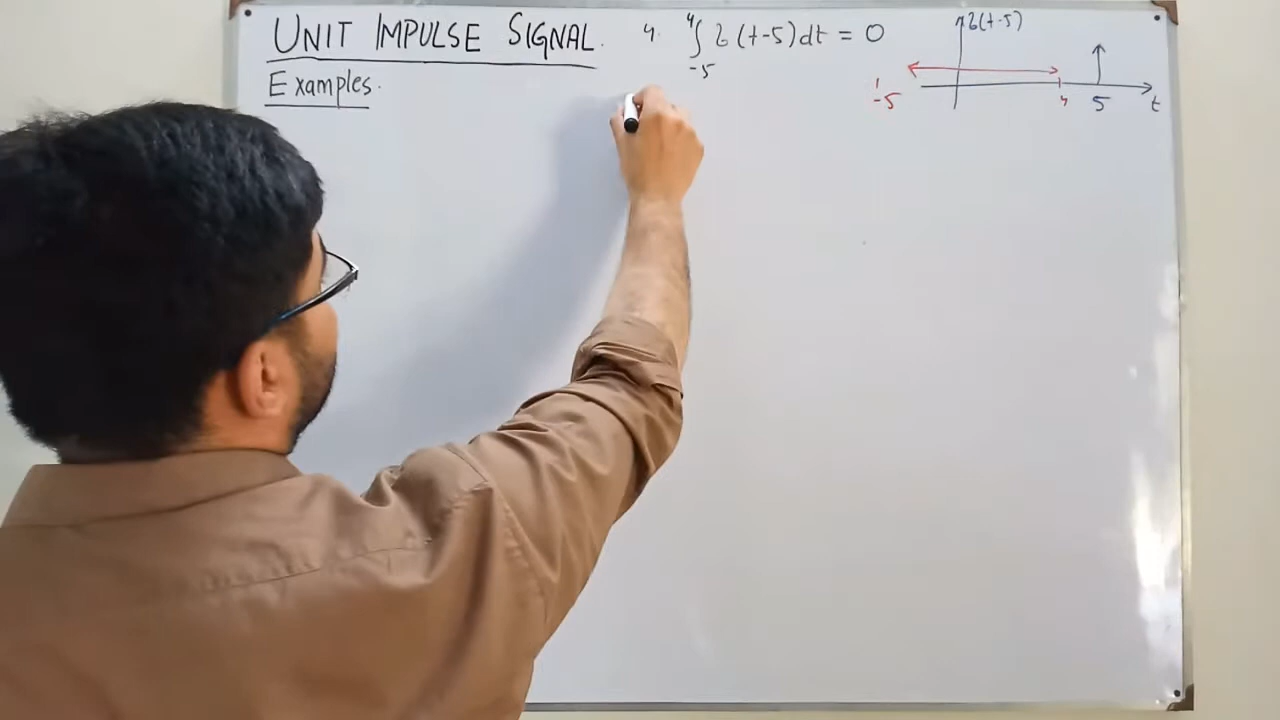 UNIT IMPULSE SIGNAL.
Examples.
4. ∫₋₅⁴ δ(t-5)dt = 0
δ(t-5)
-5 4 5 t